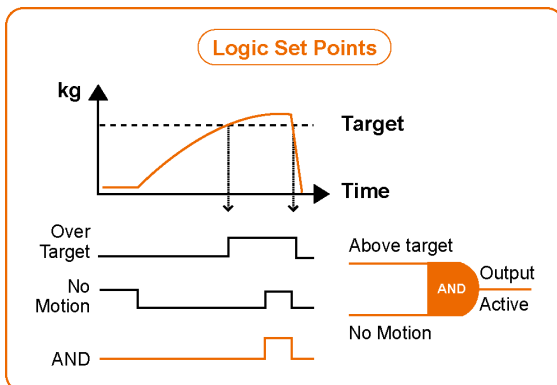 Logic Set Points
kg
Target
Time
Over
Target
No
Motion
AND
Above target
AND
Output
Active
No Motion